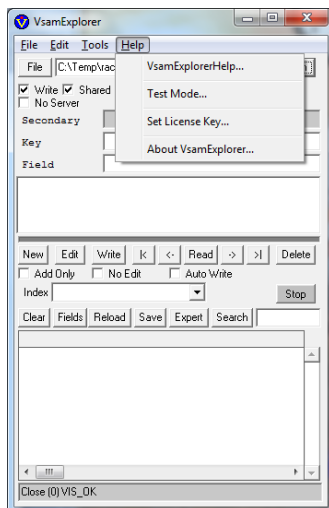 VsamExplorer
File Edit Tools Help
File C:\Temp\rac
VsamExplorerHelp...
Write Shared
Test Mode...
No Server
Set License Key...
Secondary
Key
About VsamExplorer...
Field
New Edit Write |< <· Read ·> >| Delete
Add Only No Edit Auto Write
Index Stop
Clear Fields Reload Save Expert Search
Close (0) VIS_OK